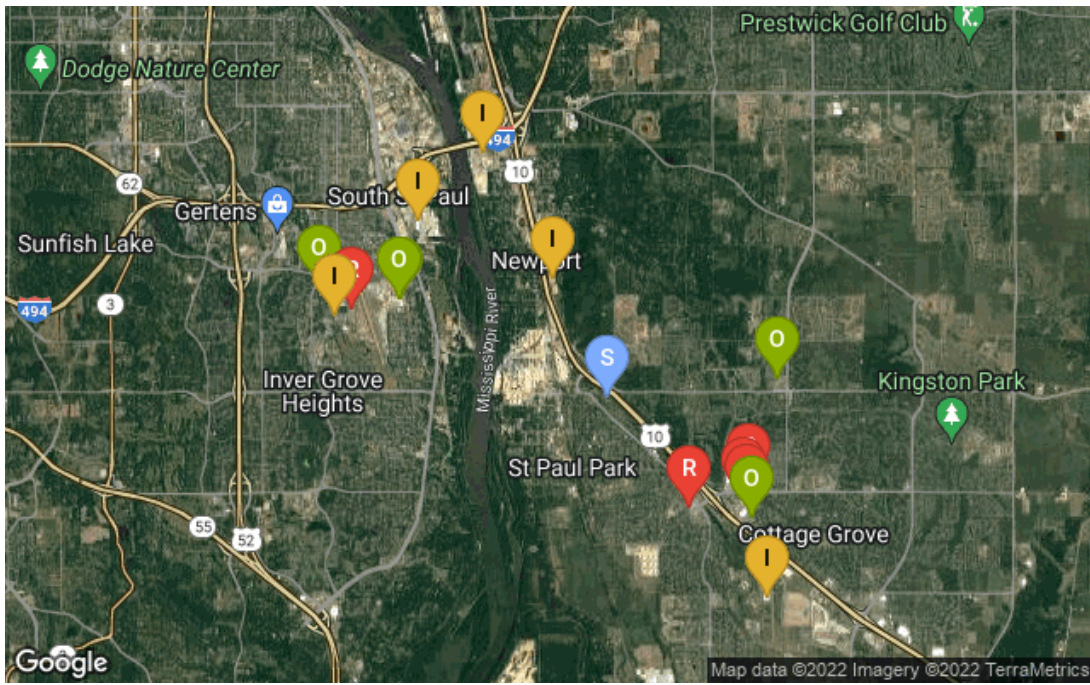 Prestwick Golf Club
Dodge Nature Center
I
494
10
62
I
South S
aul
Gertens
Sunfish Lake
O
R
O
I
Newport
I
3
494
Mississippi River
Inver Grove
Heights
S
O
Kingston Park
10
St Paul Park
R
O
55
52
Cottage Grove
I
Google
Map data ©2022 Imagery ©2022 TerraMetrics